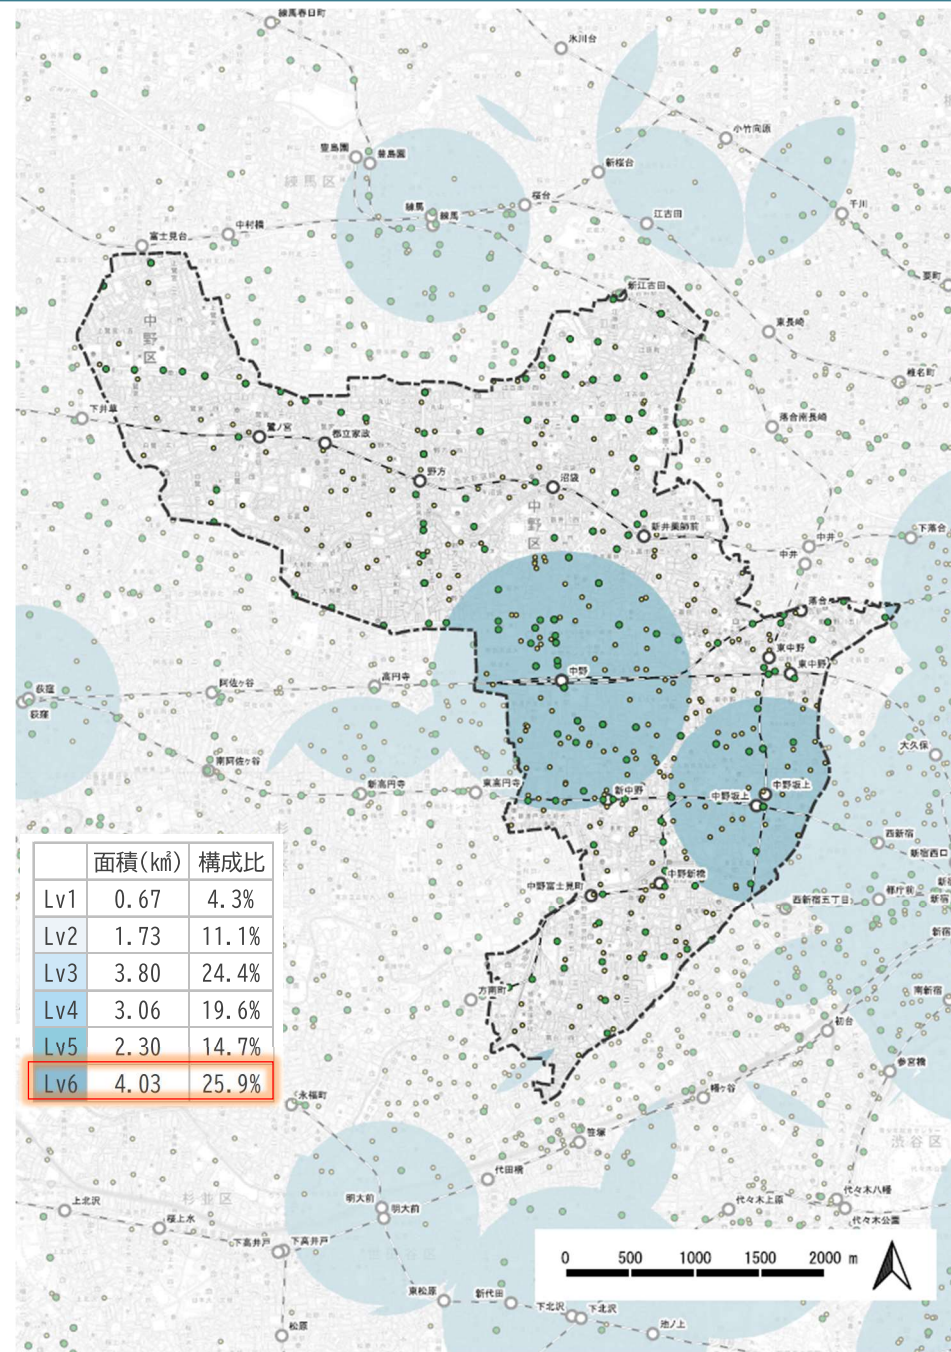 練馬春日町
氷川台
小竹向原
豊島園
豊島園
練馬区
新桜台
千川
練馬
練馬
桜台
江古田
中村橋
富士見台
要町
新江古田
中野区
東長崎
椎名町
下井草
落合南長崎
鷺ノ宮
都立家政
野方
沼袋
中野区
新井薬師前
中井
中井
下落合
落合
東中野
東中野
中野
高円寺
阿佐ヶ谷
荻窪
荻窪
大久保
南阿佐ヶ谷
新高円寺
東高円寺
新中野
中野坂上
中野坂上
西新宿
新宿西口
中野富士見町
中野新橋
西新宿五丁目
都庁前
方南町
南新宿
初台
参宮橋
面積(k㎡) 構成比
Lv1 0.67 4.3%
Lv2 1.73 11.1%
Lv3 3.80 24.4%
Lv4 3.06 19.6%
Lv5 2.30 14.7%
Lv6 4.03 25.9%
永福町
幡ヶ谷
笹塚
渋谷区
代田橋
杉並区
上北沢
桜上水
明大前
明大前
代々木上原
代々木八幡
代々木公園
下高井戸
下高井戸
世田谷区
0 500 1000 1500 2000 m
東松原
新代田
下北沢
下北沢
松原
池ノ上